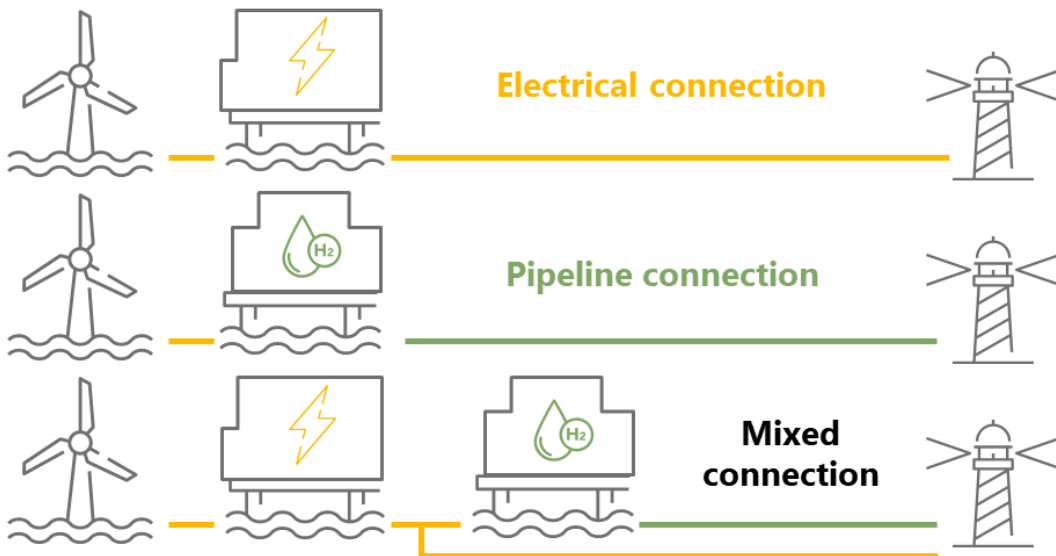 Electrical connection
H2
Pipeline connection
H2
Mixed
connection